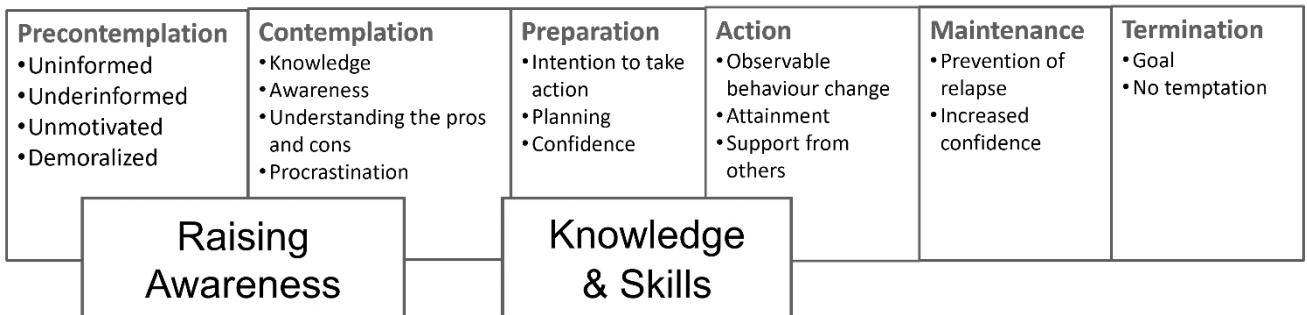 Precontemplation
•Uninformed
•Underinformed
•Unmotivated
•Demoralized
Contemplation
•Knowledge
•Awareness
•Understanding the pros
and cons
•Procrastination
Preparation
•Intention to take
action
•Planning
•Confidence
Action
•Observable
behaviour change
•Attainment
•Support from
others
Maintenance
•Prevention of
relapse
•Increased
confidence
Termination
•Goal
•No temptation
Raising
Awareness
Knowledge
& Skills